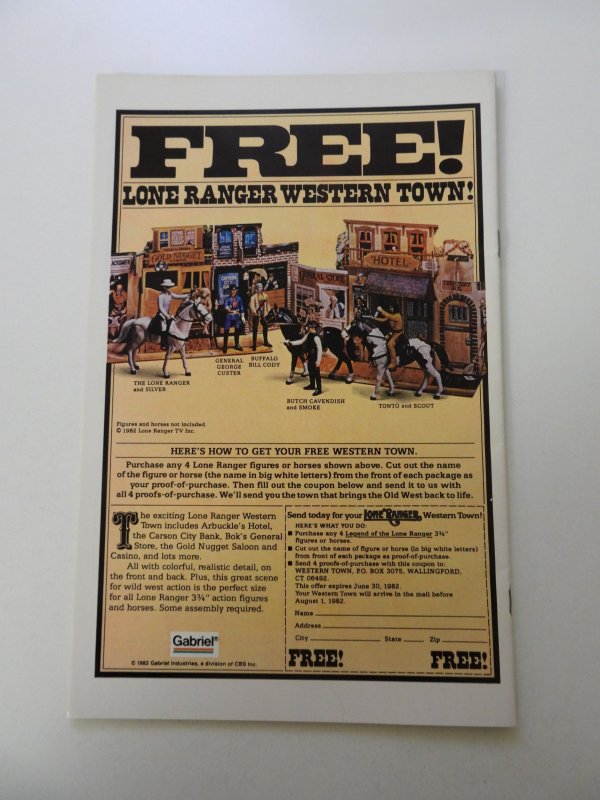 FREE!
LONE RANGER WESTERN TOWN!
GOLD NUGGET
HOTEL
THE LONE RANGER
and SILVER
GENERAL
GEORGE
CUSTER
BUFFALO
BILL CODY
BUTCH CAVENDISH
and SMOKE
TONTO and SCOUT
Figures and horses not included.
© 1982 Lone Ranger TV Inc.
HERE'S HOW TO GET YOUR FREE WESTERN TOWN.
Purchase any 4 Lone Ranger figures or horses shown above. Cut out the name
of the figure or horse (the name in big white letters) from the front of each package as
your proof-of-purchase. Then fill out the coupon below and send it to us with
all 4 proofs-of-purchase. We'll send you the town that brings the Old West back to life.
The exciting Lone Ranger Western
Town includes Arbuckle's Hotel,
the Carson City Bank, Bok's General
Store, the Gold Nugget Saloon and
Casino, and lots more.
All with colorful, realistic detail, on
the front and back. Plus, this great scene
for wild west action is the perfect size
for all Lone Ranger 3¾" action figures
and horses. Some assembly required.
Gabriel®
© 1982 Gabriel Industries, a division of CBS Inc.
Send today for your LONE RANGER Western Town!
HERE'S WHAT YOU DO:
■ Purchase any 4 Legend of the Lone Ranger 3¾"
figures or horses.
■ Cut out the name of figure or horse (in big white letters)
from front of each package as proof-of-purchase.
■ Send 4 proofs-of-purchase with this coupon to:
WESTERN TOWN, P.O. BOX 3075, WALLINGFORD,
CT 06492.
This offer expires June 30, 1982.
Your Western Town will arrive in the mail before
August 1, 1982.
Name
Address
City State Zip
FREE! FREE!